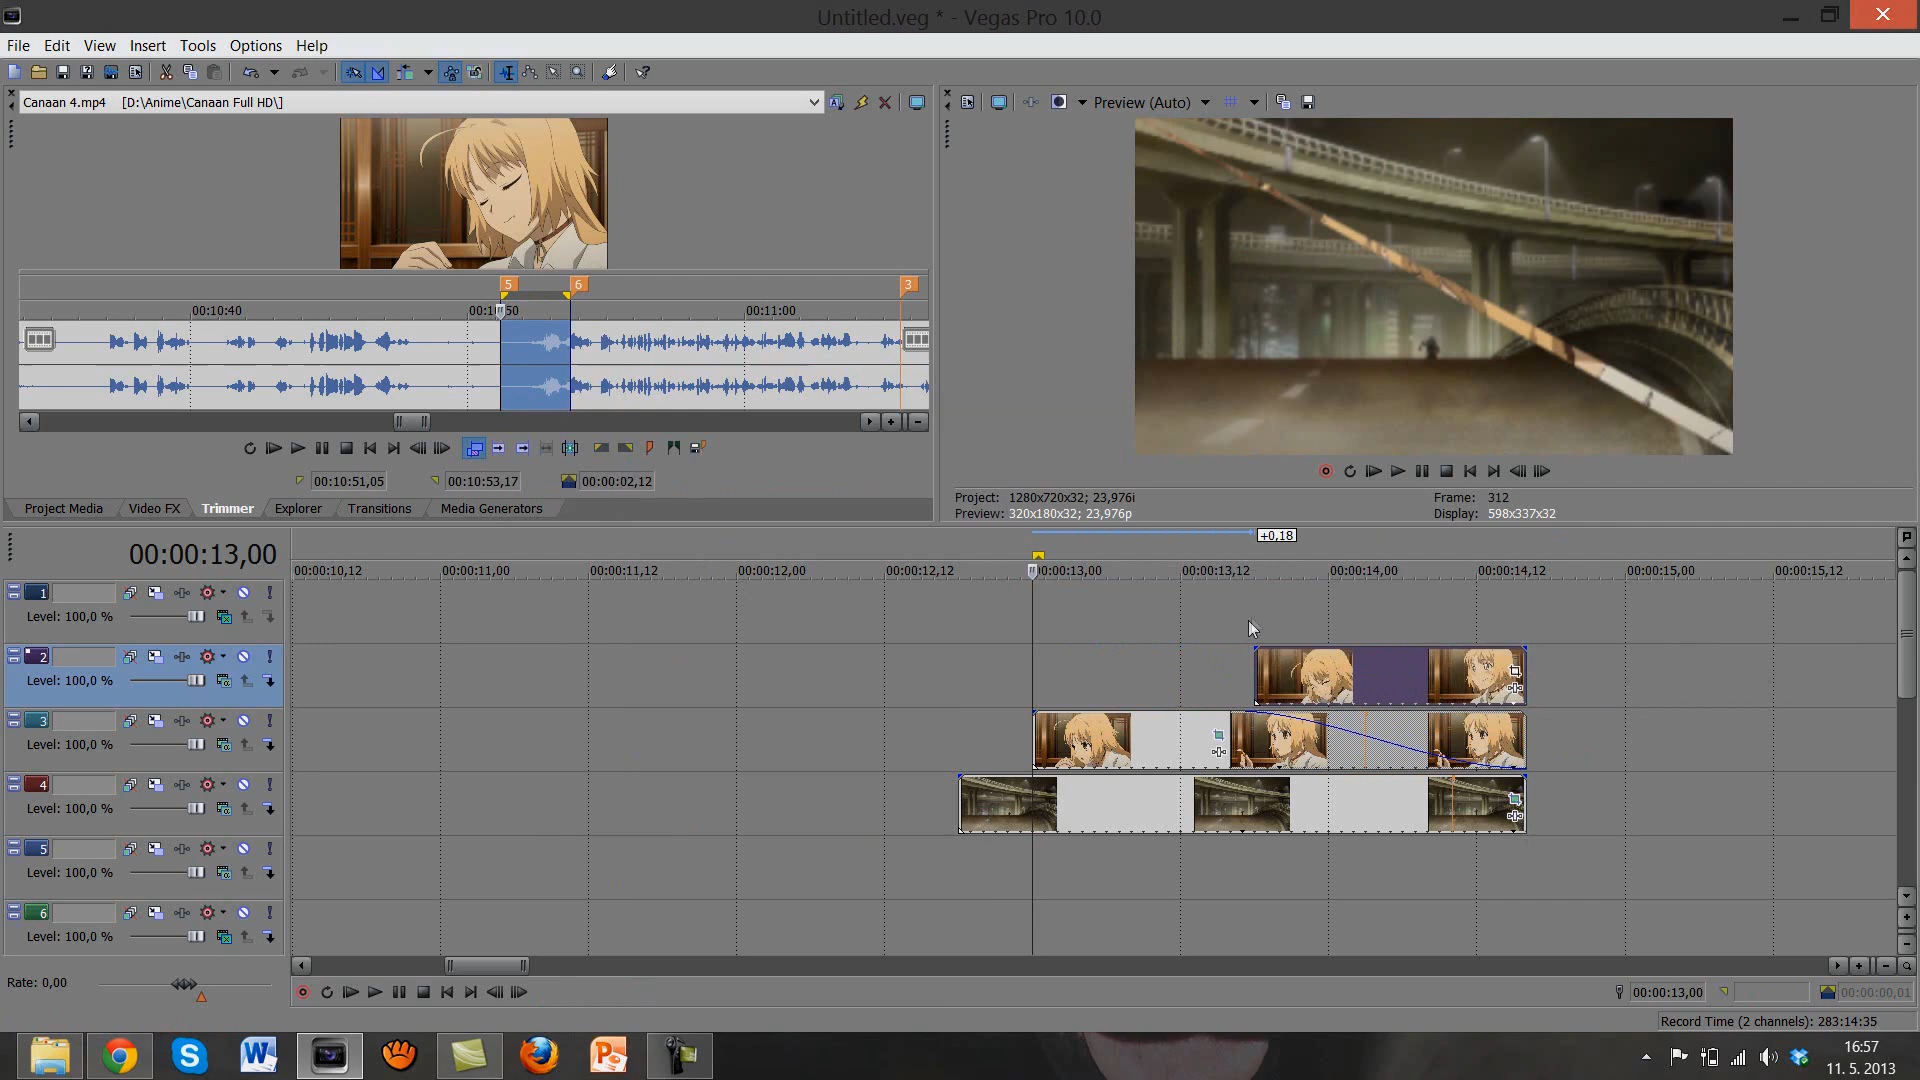 Untitled.veg * - Vegas Pro 10.0
File Edit View Insert Tools Options Help
Canaan 4.mp4 [D:\Anime\Canaan Full HD\]
Preview (Auto)
5 6 3
00:10:40 00:10:50 00:11:00
00:10:51,05 00:10:53,17 00:00:02,12
Project Media Video FX Trimmer Explorer Transitions Media Generators
Project: 1280x720x32; 23,976i Frame: 312
Preview: 320x180x32; 23,976p Display: 598x337x32
+0,18
00:00:13,00
00:00:10,12 00:00:11,00 00:00:11,12 00:00:12,00 00:00:12,12 00:00:13,00 00:00:13,12 00:00:14,00 00:00:14,12 00:00:15,00 00:00:15,12
1
Level: 100,0 %
2
Level: 100,0 %
3
Level: 100,0 %
4
Level: 100,0 %
5
Level: 100,0 %
6
Level: 100,0 %
Rate: 0,00
00:00:13,00 00:00:00,01
Record Time (2 channels): 283:14:35
16:57
11. 5. 2013